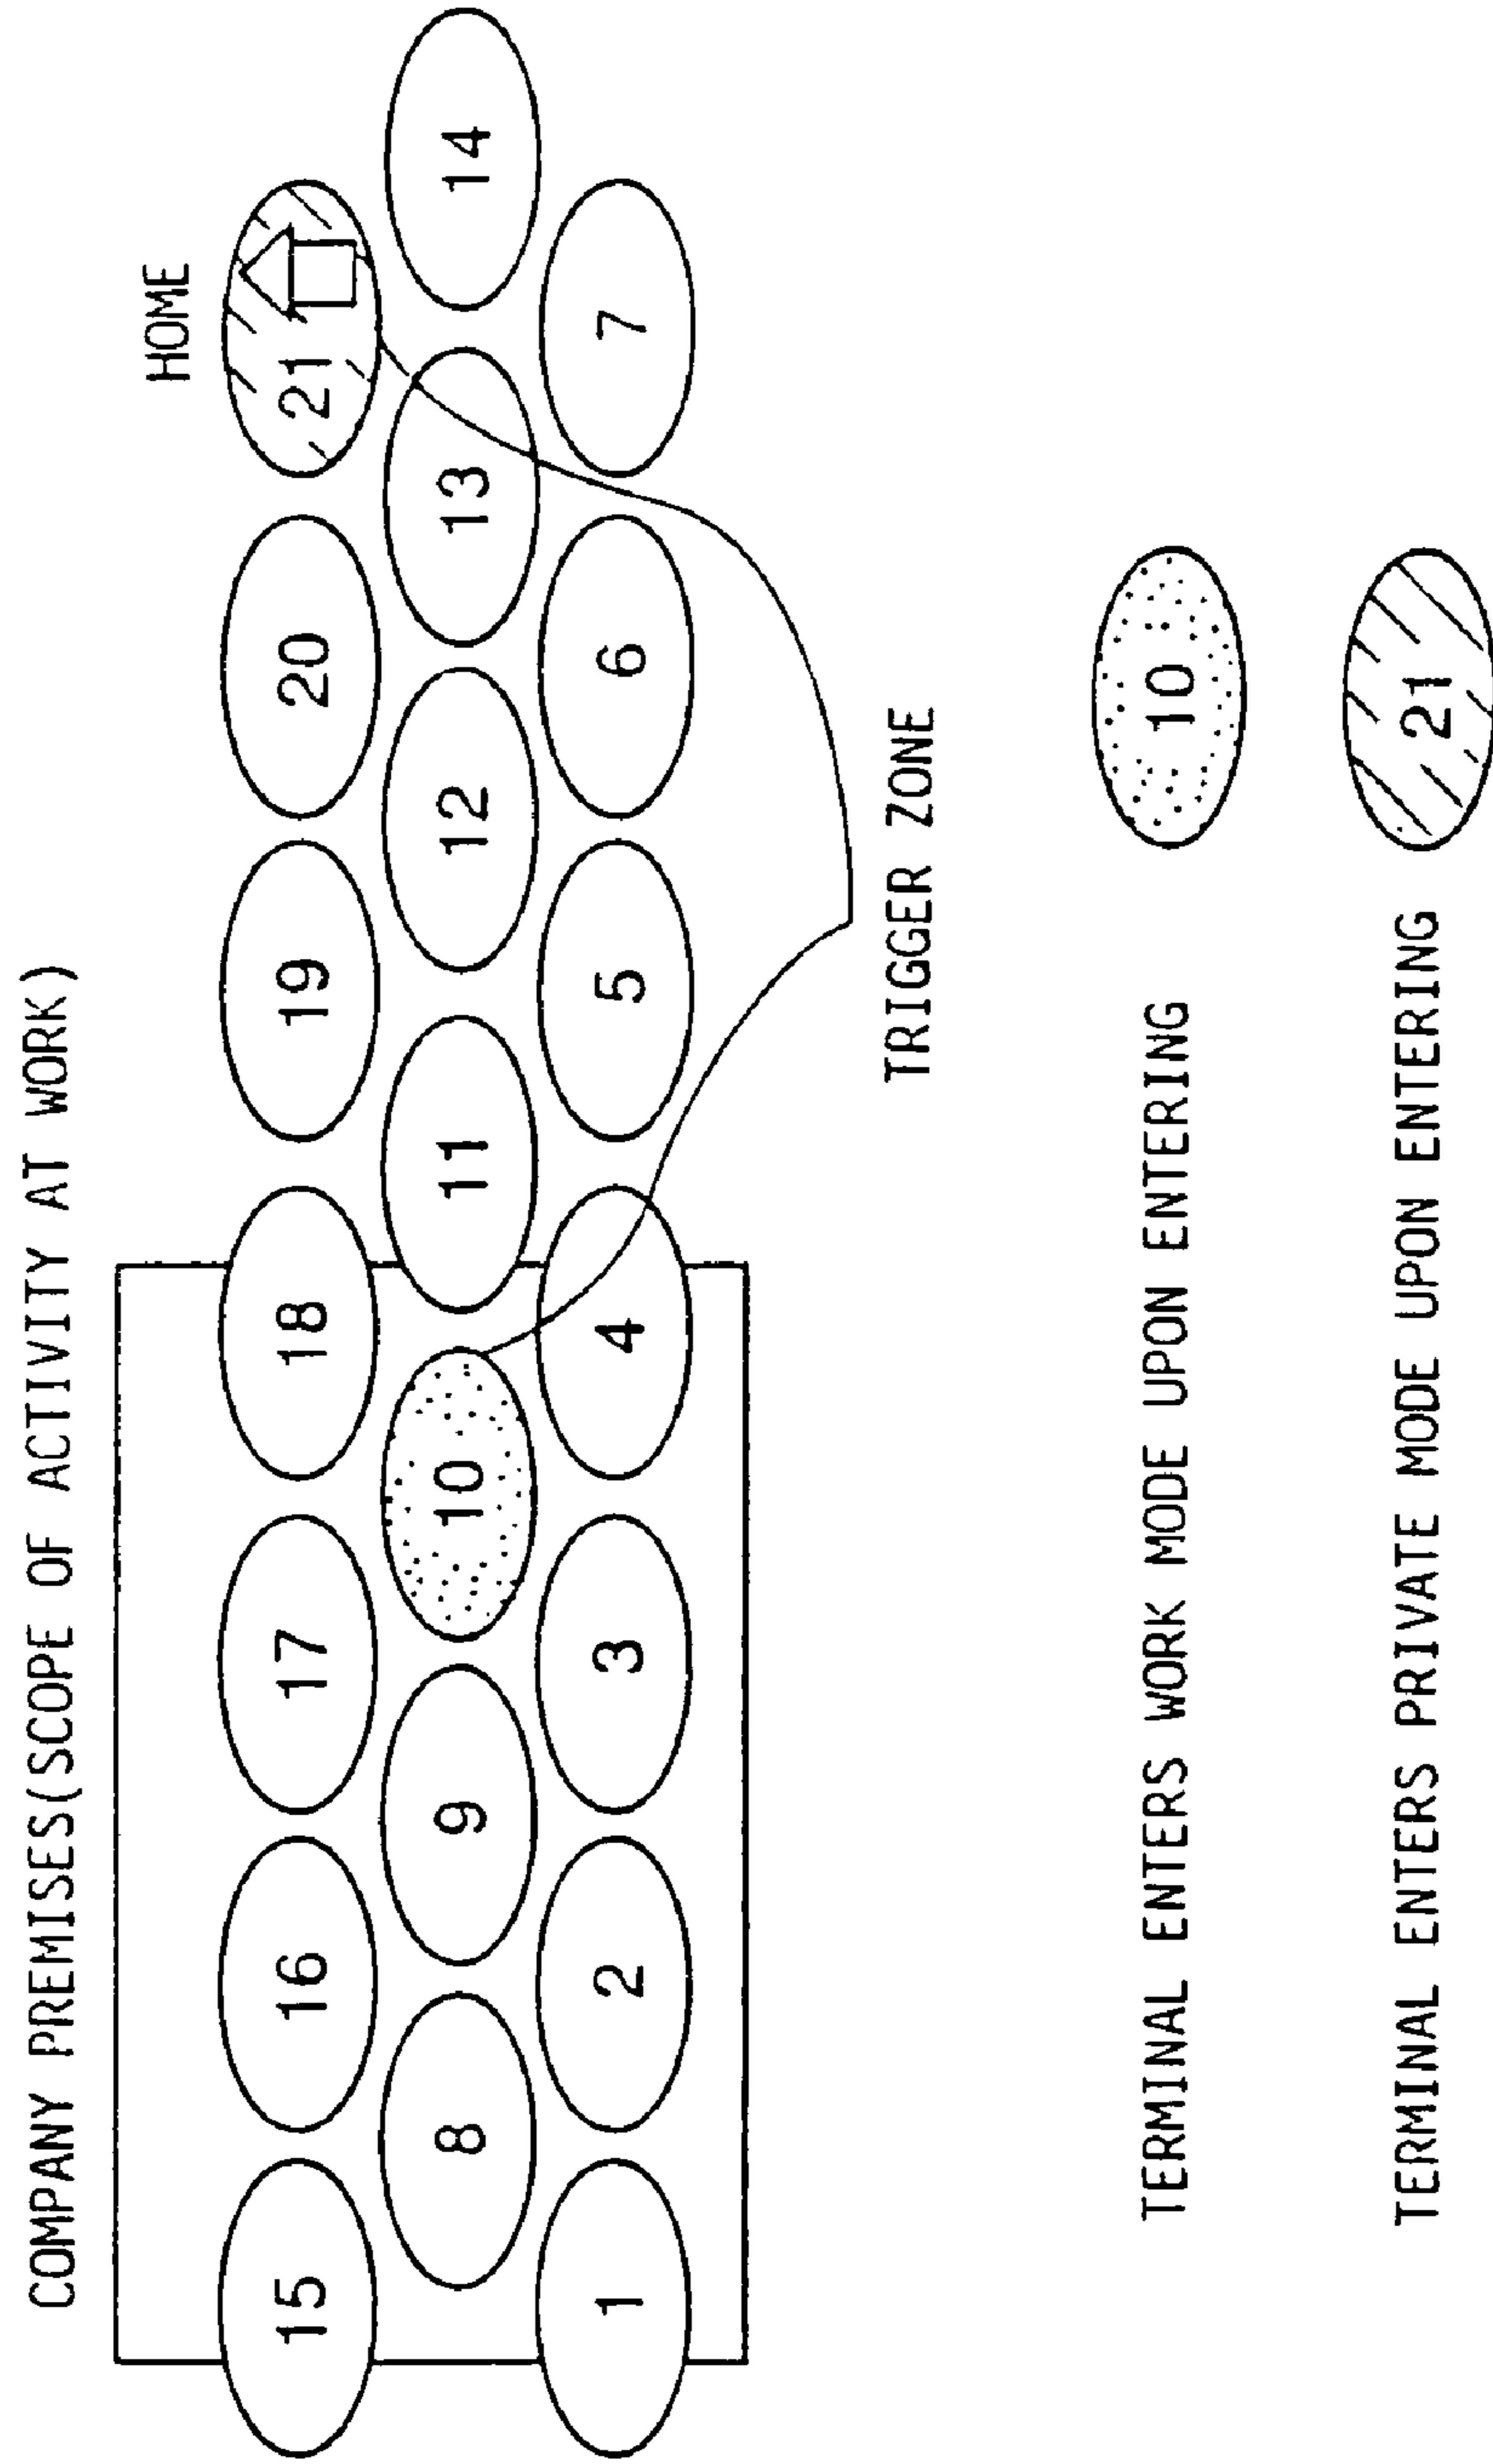 COMPANY PREMISES(SCOPE OF ACTIVITY AT WORK)
HOME
15 16 17 18 19 20 21
8 9 10 11 12 13 14
1 2 3 4 5 6 7
TRIGGER ZONE
TERMINAL ENTERS WORK MODE UPON ENTERING 10
TERMINAL ENTERS PRIVATE MODE UPON ENTERING 21